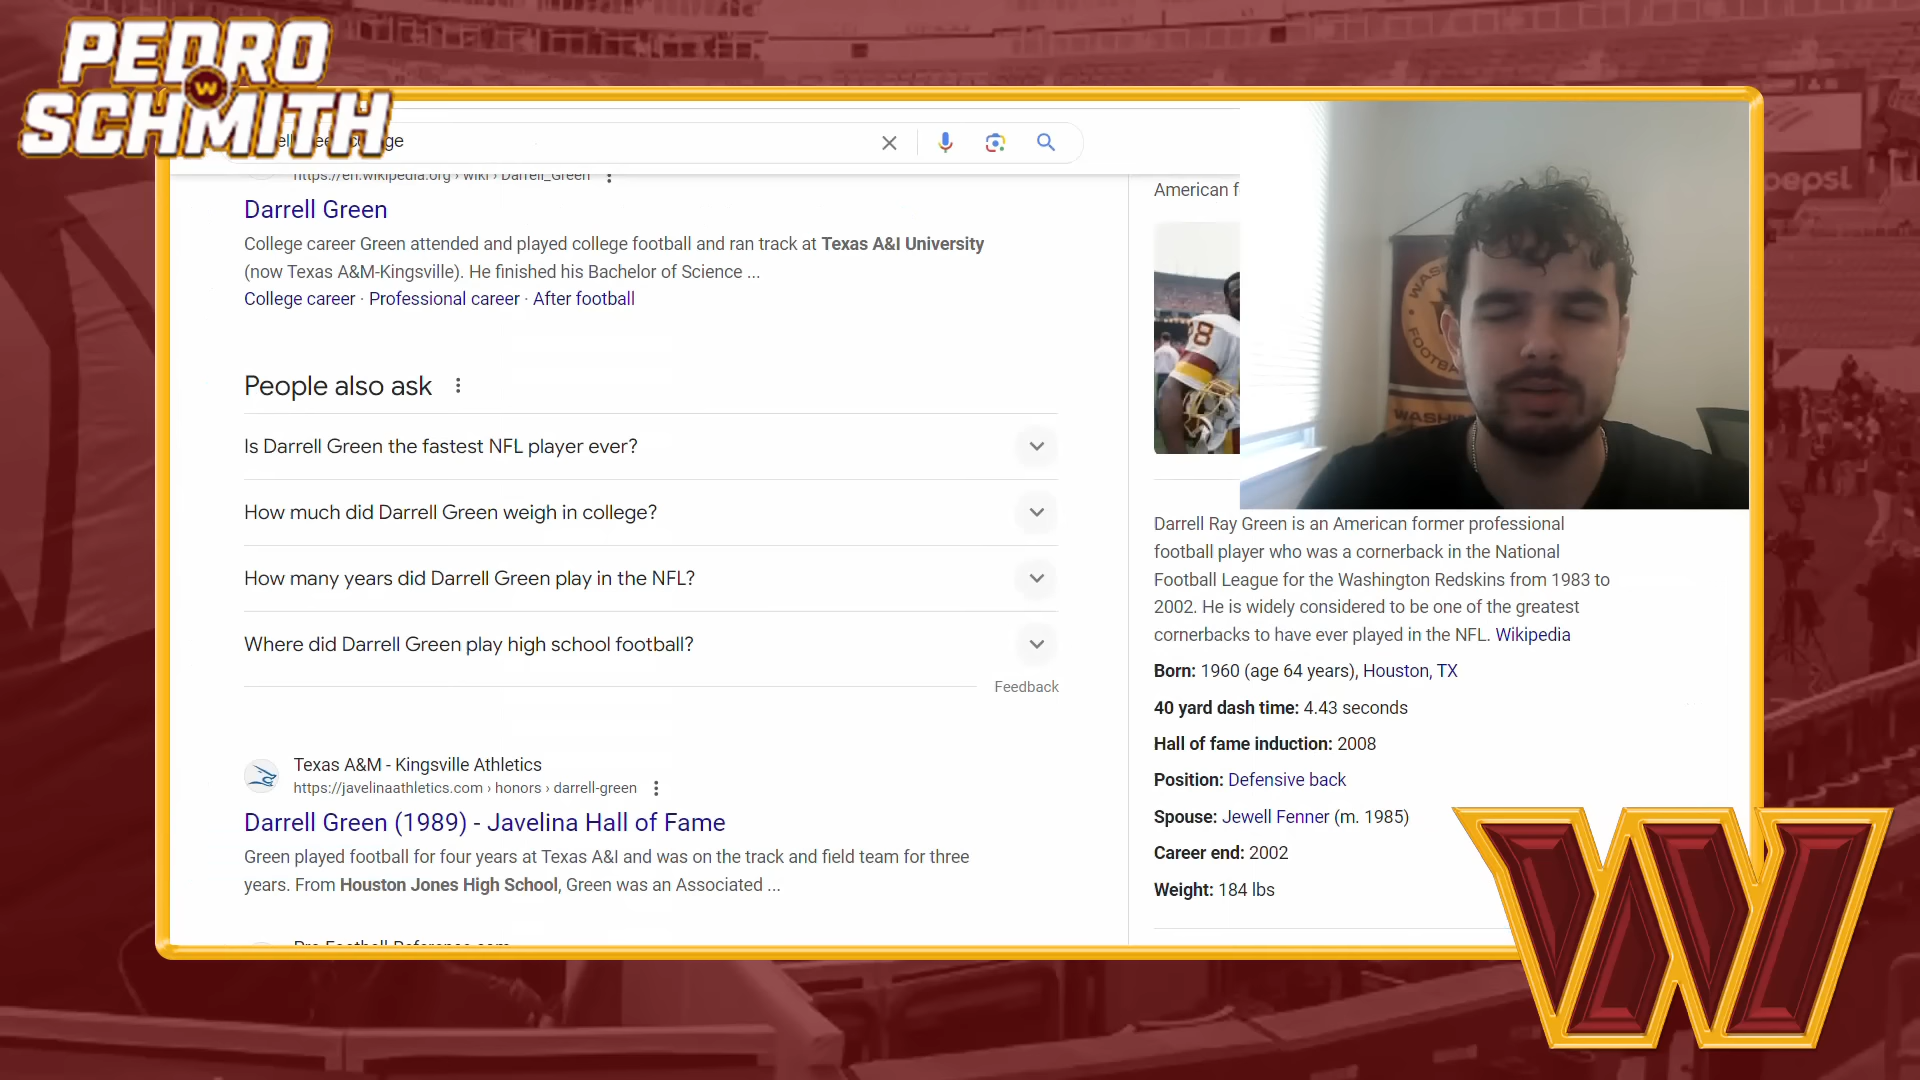 PEDRO
SCHMITH
W
https://en.wikipedia.org › wiki › Darrell_Green
Darrell Green
College career Green attended and played college football and ran track at Texas A&I University
(now Texas A&M-Kingsville). He finished his Bachelor of Science ...
College career · Professional career · After football
People also ask
Is Darrell Green the fastest NFL player ever?
How much did Darrell Green weigh in college?
How many years did Darrell Green play in the NFL?
Where did Darrell Green play high school football?
Feedback
Texas A&M - Kingsville Athletics
https://javelinaathletics.com › honors › darrell-green
Darrell Green (1989) - Javelina Hall of Fame
Green played football for four years at Texas A&I and was on the track and field team for three
years. From Houston Jones High School, Green was an Associated ...
Pro-Football-Reference.com
American f
28
WASH
FOOTBA
WASHI
Darrell Ray Green is an American former professional
football player who was a cornerback in the National
Football League for the Washington Redskins from 1983 to
2002. He is widely considered to be one of the greatest
cornerbacks to have ever played in the NFL. Wikipedia
Born: 1960 (age 64 years), Houston, TX
40 yard dash time: 4.43 seconds
Hall of fame induction: 2008
Position: Defensive back
Spouse: Jewell Fenner (m. 1985)
Career end: 2002
Weight: 184 lbs
pepsi
W